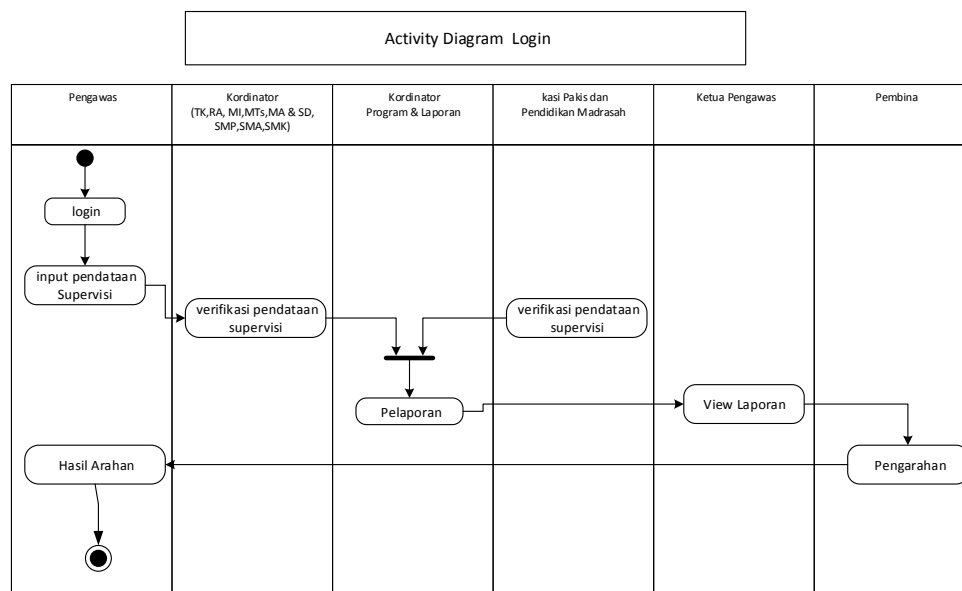 Activity Diagram Login
Pengawas
Kordinator
(TK,RA, MI,MTs,MA & SD,
SMP,SMA,SMK)
Kordinator
Program & Laporan
kasi Pakis dan
Pendidikan Madrasah
Ketua Pengawas
Pembina
login
input pendataan
Supervisi
verifikasi pendataan
supervisi
verifikasi pendataan
supervisi
Pelaporan
View Laporan
Hasil Arahan
Pengarahan